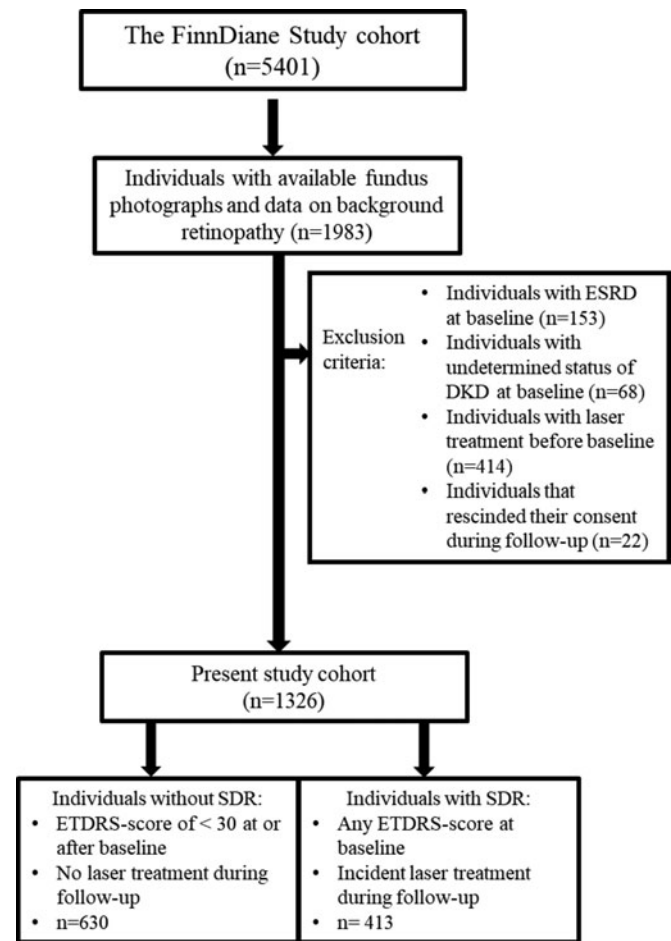 The FinnDiane Study cohort
(n=5401)
Individuals with available fundus
photographs and data on background
retinopathy (n=1983)
Exclusion
criteria:
• Individuals with ESRD
at baseline (n=153)
• Individuals with
undetermined status of
DKD at baseline (n=68)
• Individuals with laser
treatment before baseline
(n=414)
• Individuals that
rescinded their consent
during follow-up (n=22)
Present study cohort
(n=1326)
Individuals without SDR:
• ETDRS-score of < 30 at or
after baseline
• No laser treatment during
follow-up
• n=630
Individuals with SDR:
• Any ETDRS-score at
baseline
• Incident laser treatment
during follow-up
• n= 413